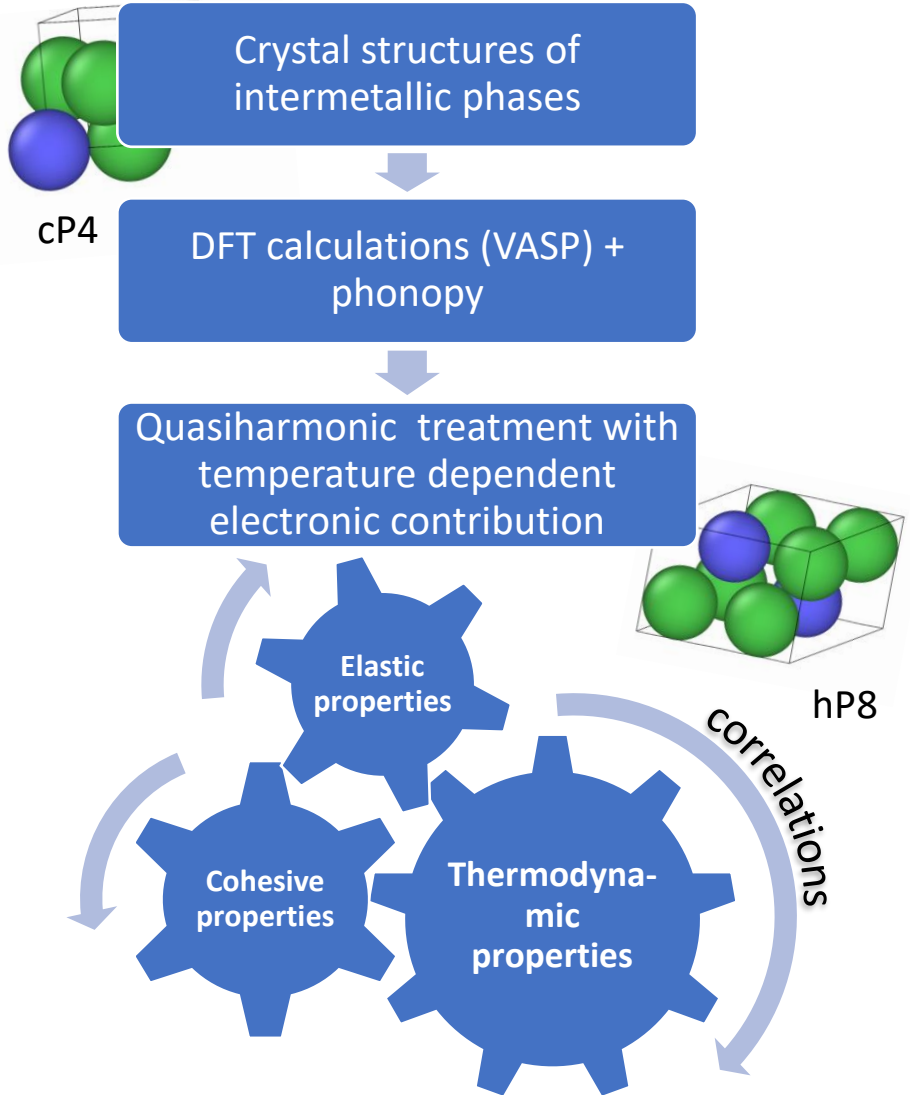 Crystal structures of
intermetallic phases
cP4
DFT calculations (VASP) +
phonopy
Quasiharmonic treatment with
temperature dependent
electronic contribution
Elastic
properties
hP8
correlations
Cohesive
properties
Thermodyna-
mic
properties